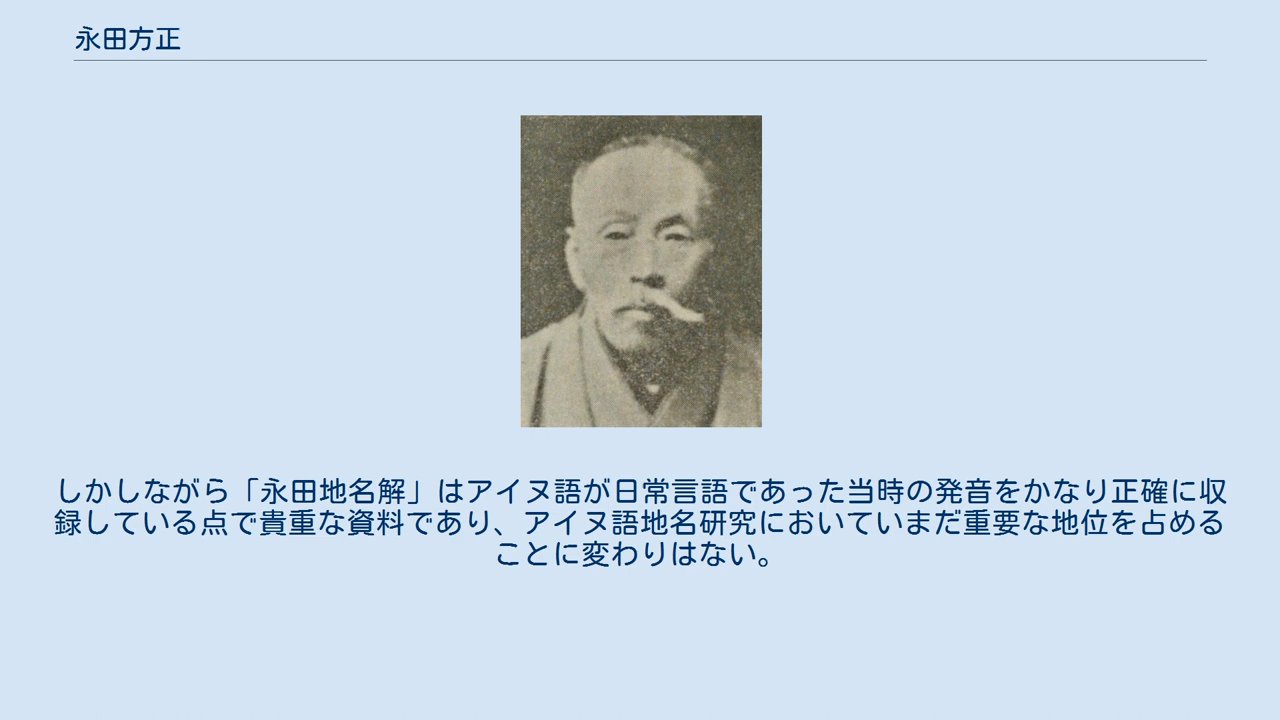 永田方正
しかしながら「永田地名解」はアイヌ語が日常言語であった当時の発音をかなり正確に収
録している点で貴重な資料であり、アイヌ語地名研究においていまだ重要な地位を占める
ことに変わりはない。